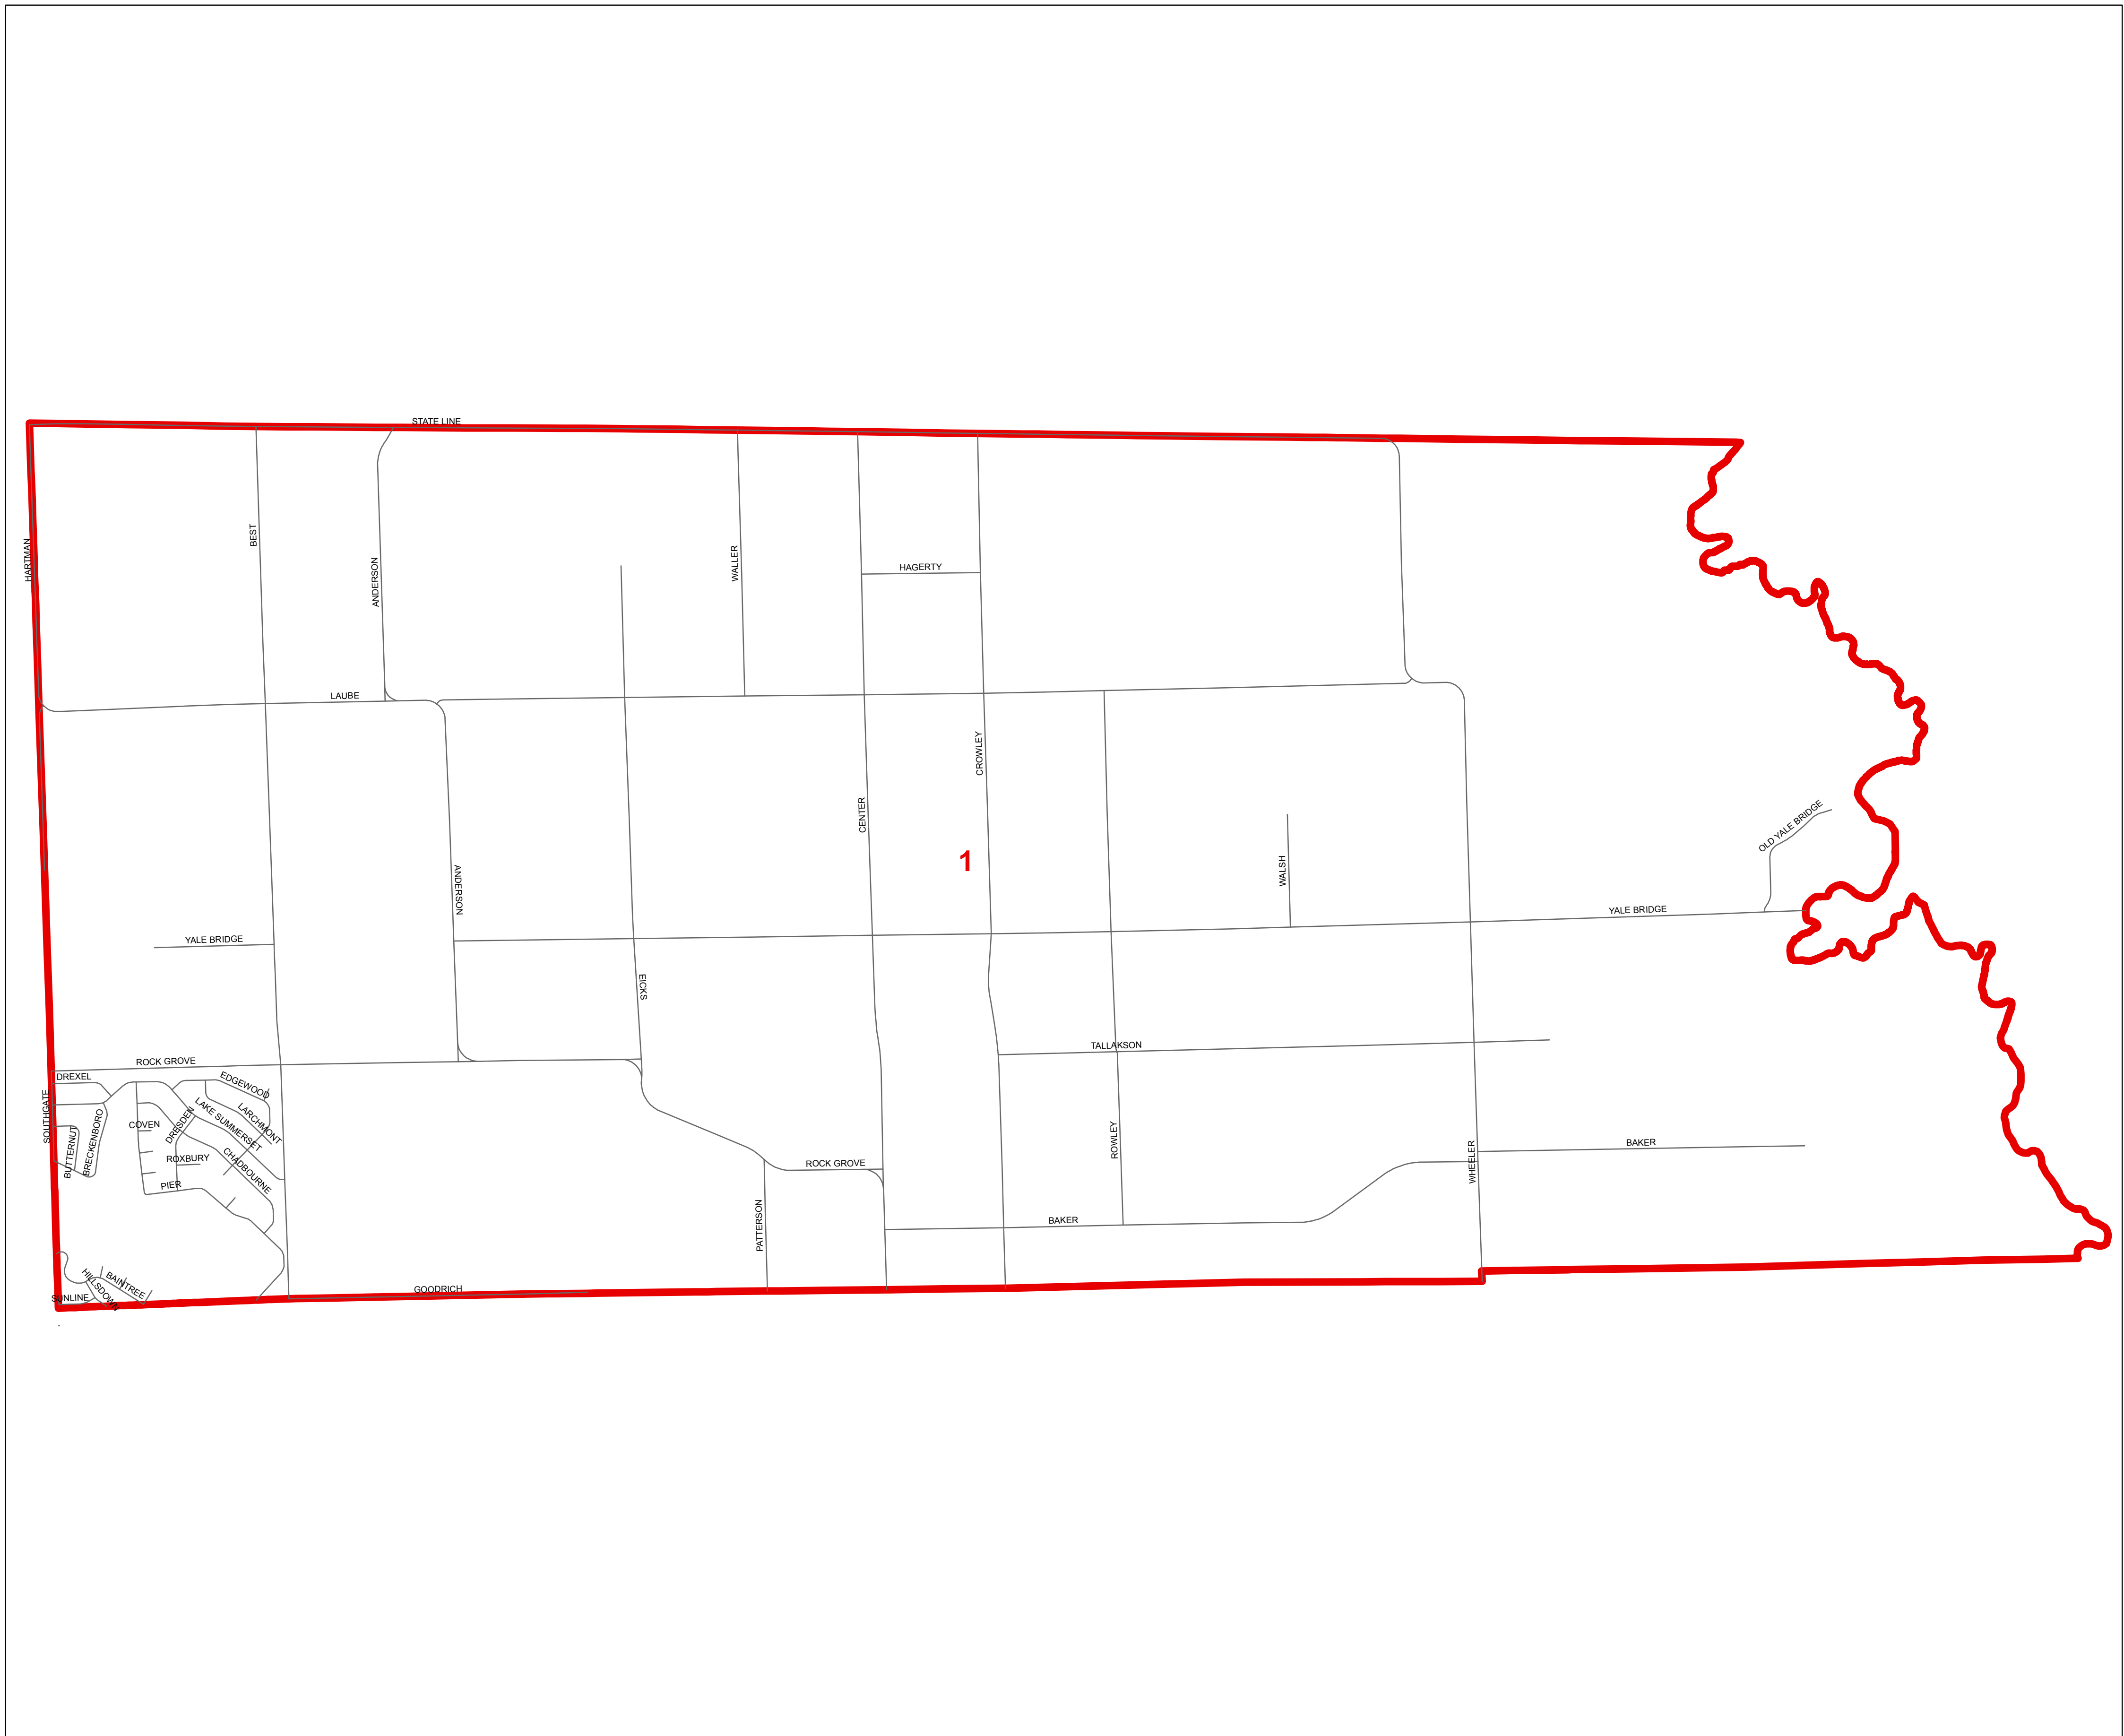 STATE LINE
HARTMAN
BEST
ANDERSON
WALLER
HAGERTY
LAUBE
CROWLEY
CENTER
OLD YALE BRIDGE
1
WALSH
ANDERSON
YALE BRIDGE
YALE BRIDGE
EICKS
TALLAKSON
ROCK GROVE
DREXEL
EDGEWOOD
SOUTHGATE
LAKE SUMMERSET
LARCHMONT
BRECKENBORO
COVEN
DRESDEN
BUTTERNUT
ROXBURY
CHADBOURNE
ROWLEY
WHEELER
BAKER
ROCK GROVE
PIER
PATTERSON
BAKER
HILLSDOWN
BAINTREE
SUNLINE
GOODRICH